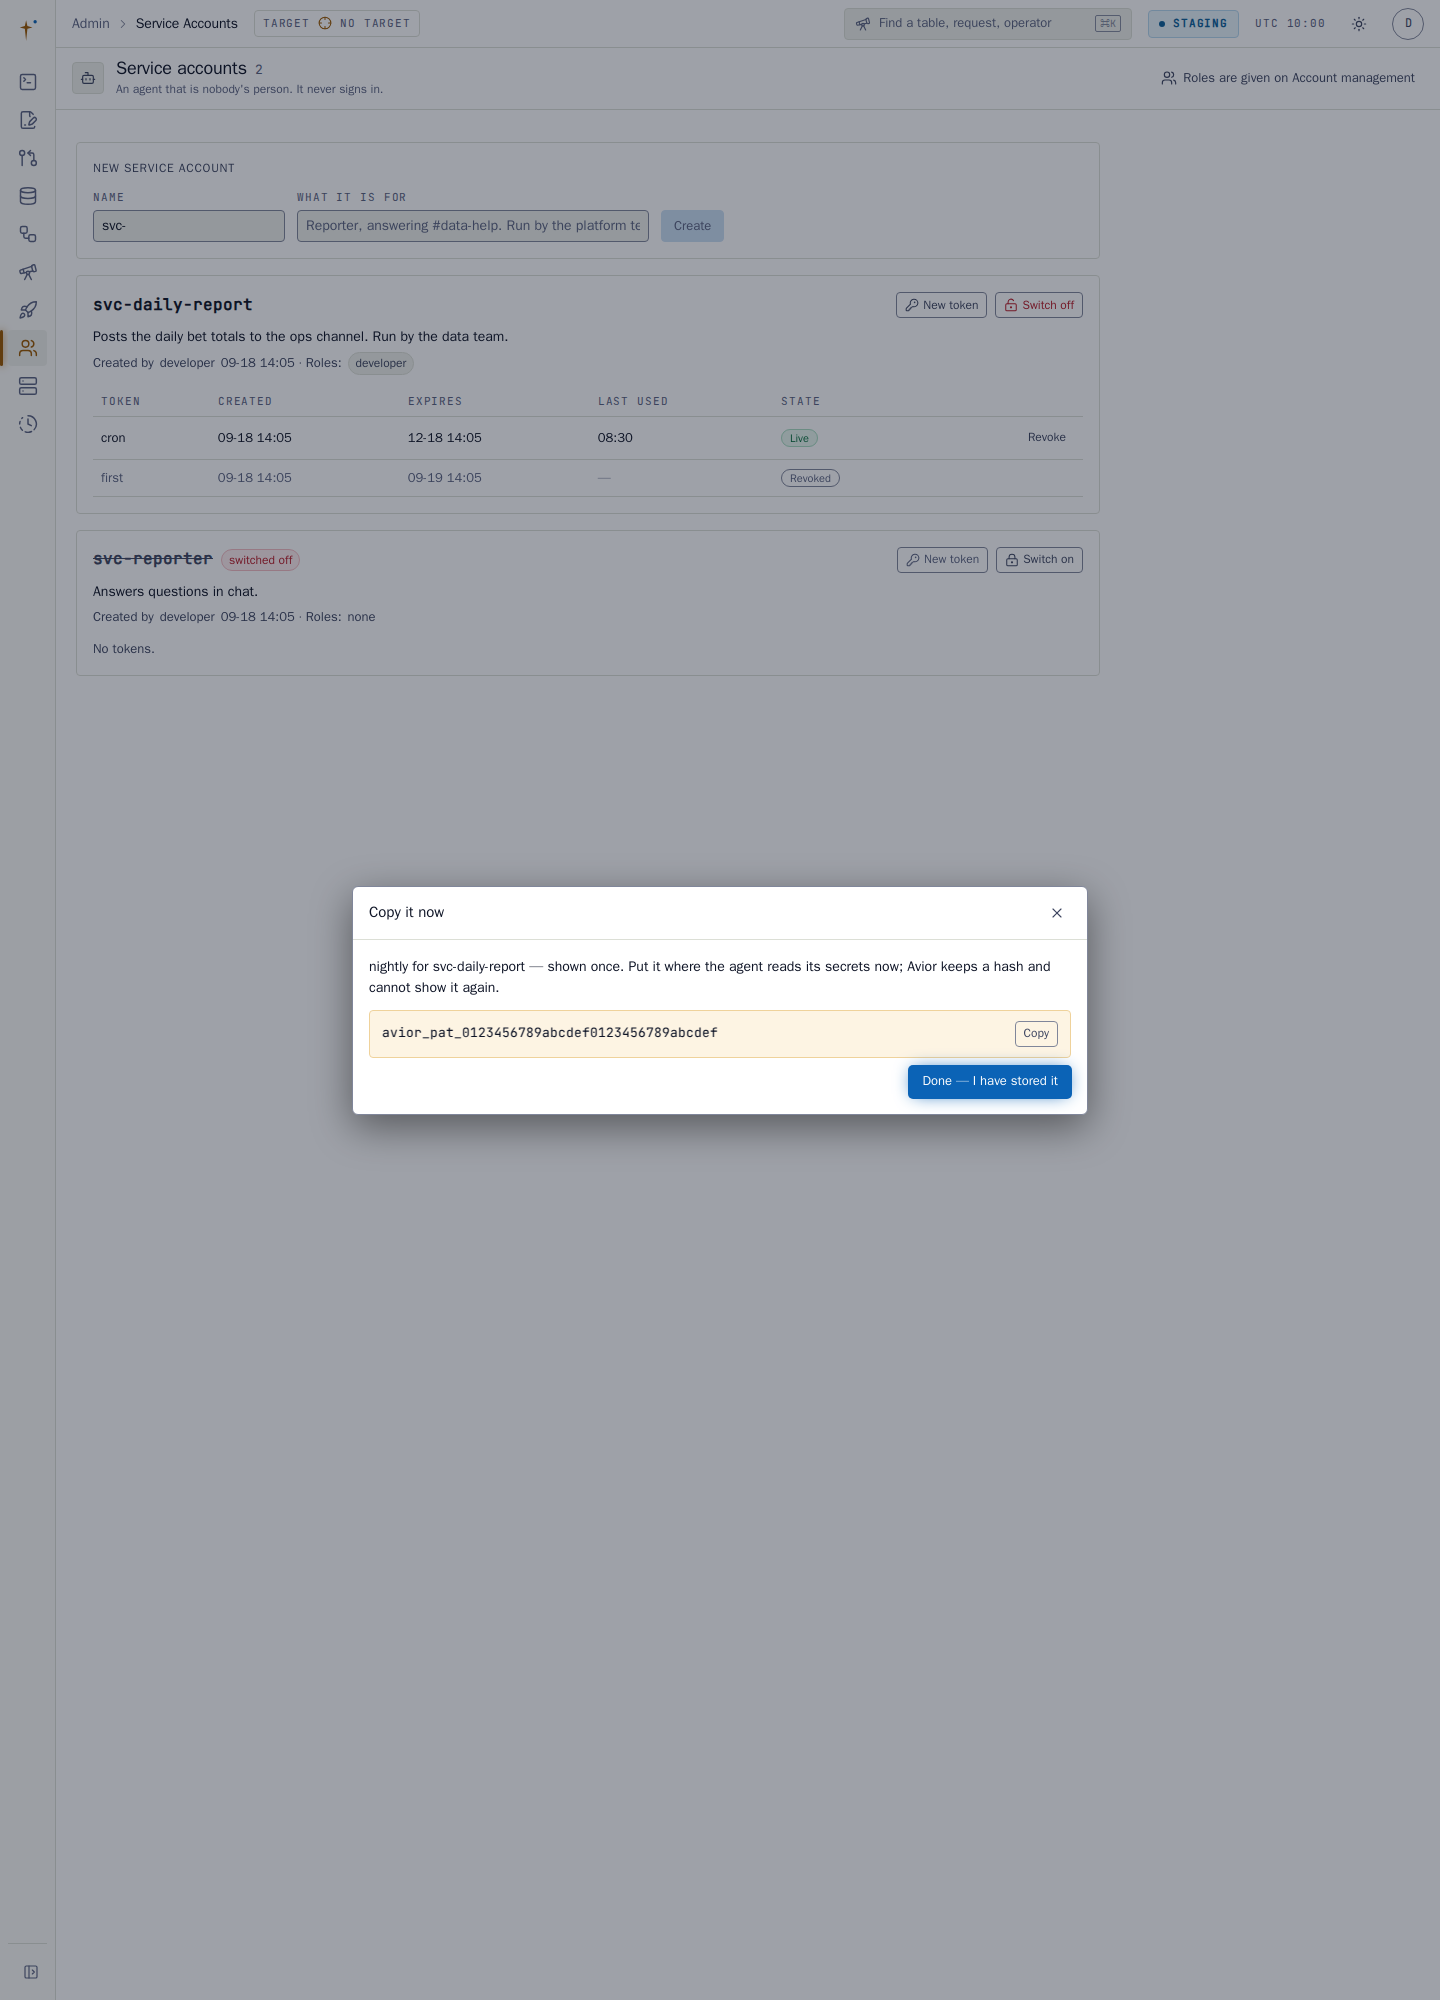 Admin > Service Accounts
TARGET NO TARGET
Find a table, request, operator
⌘K
STAGING
UTC 10:00
D
Service accounts 2
An agent that is nobody's person. It never signs in.
Roles are given on Account management
NEW SERVICE ACCOUNT
NAME
WHAT IT IS FOR
svc-
Reporter, answering #data-help. Run by the platform te
Create
svc-daily-report
New token
Switch off
Posts the daily bet totals to the ops channel. Run by the data team.
Created by developer 09-18 14:05 · Roles: developer
TOKEN CREATED EXPIRES LAST USED STATE
cron 09-18 14:05 12-18 14:05 08:30 Live Revoke
first 09-18 14:05 09-19 14:05 — Revoked
svc-reporter switched off
New token
Switch on
Answers questions in chat.
Created by developer 09-18 14:05 · Roles: none
No tokens.
Copy it now
nightly for svc-daily-report — shown once. Put it where the agent reads its secrets now; Avior keeps a hash and
cannot show it again.
avior_pat_0123456789abcdef0123456789abcdef
Copy
Done — I have stored it